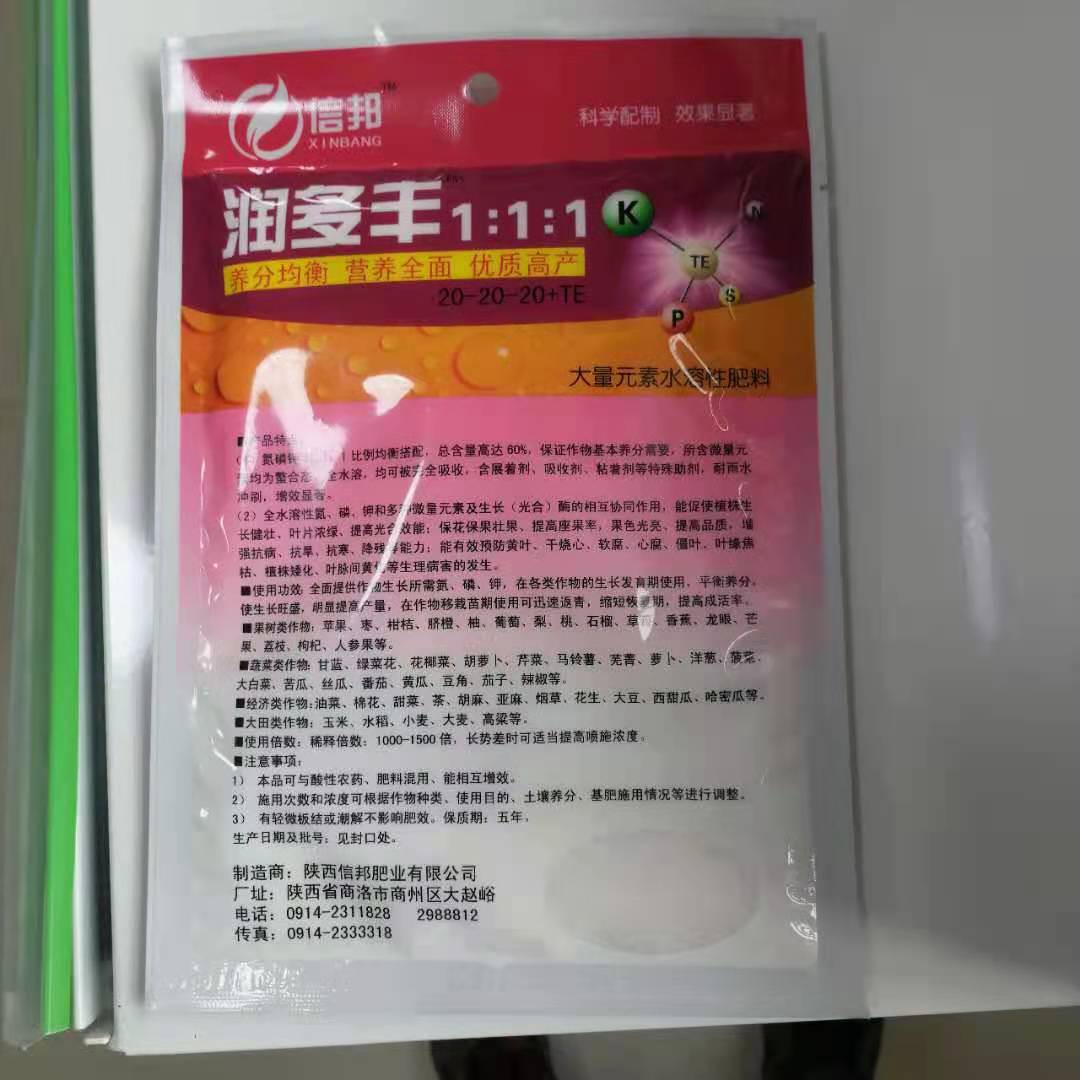 信邦
TM
XINBANG
科学配制 效果显著
润多丰1:1:1
养分均衡 营养全面 优质高产
20-20-20+TE
K
N
TE
S
P
大量元素水溶性肥料
■产品特点
比例均衡搭配，总含量高达60%，保证作物基本养分需要，所含微量元
均为螯合态 全水溶，均可被完全吸收，含展着剂、吸收剂、粘着剂等特殊助剂，耐雨水
冲刷，增效显著。
（2）全水溶性氮、磷、钾和多种微量元素及生长（光合）酶的相互协同作用，能促使植株生
长健壮、叶片浓绿、提高光合效能；保花保果壮果、提高座果率，果色光亮、提高品质，增
强抗病、抗旱、抗寒、降残等能力；能有效预防黄叶、干烧心、软腐、心腐、僵叶、叶缘焦
枯、植株矮化、叶脉间黄化等生理病害的发生。
■使用功效：全面提供作物生长所需氮、磷、钾，在各类作物的生长发育期使用，平衡养分。
使生长旺盛，明显提高产量，在作物移栽苗期使用可迅速返青，缩短恢复期，提高成活率。
■果树类作物：苹果、枣、柑桔、脐橙、柚、葡萄、梨、桃、石榴、草莓、香蕉、龙眼、芒
果、荔枝、枸杞、人参果等。
■蔬菜类作物：甘蓝、绿菜花、花椰菜、胡萝卜、芹菜、马铃薯、芜菁、萝卜、洋葱、菠菜、
大白菜、苦瓜、丝瓜、番茄、黄瓜、豆角、茄子、辣椒等。
■经济类作物：油菜、棉花、甜菜、茶、胡麻、亚麻、烟草、花生、大豆、西甜瓜、哈密瓜等。
■大田类作物：玉米、水稻、小麦、大麦、高粱等。
■使用倍数：稀释倍数：1000-1500倍，长势差时可适当提高喷施浓度。
■注意事项：
1） 本品可与酸性农药、肥料混用、能相互增效。
2） 施用次数和浓度可根据作物种类、使用目的、土壤养分、基肥施用情况等进行调整。
3） 有轻微板结或潮解不影响肥效。保质期：五年。
生产日期及批号：见封口处。
制造商：陕西信邦肥业有限公司
厂址：陕西省商洛市商州区大赵峪
电话：0914-2311828 2988812
传真：0914-2333318